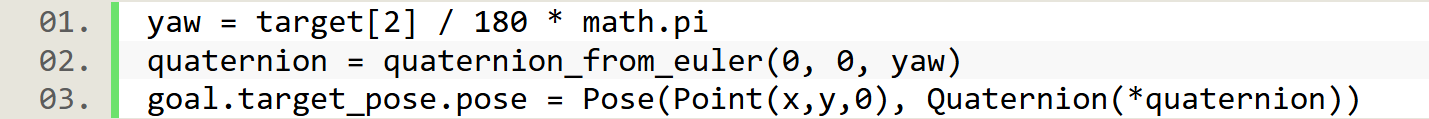 01. yaw = target[2] / 180 * math.pi
02. quaternion = quaternion_from_euler(0, 0, yaw)
03. goal.target_pose.pose = Pose(Point(x,y,0), Quaternion(*quaternion))